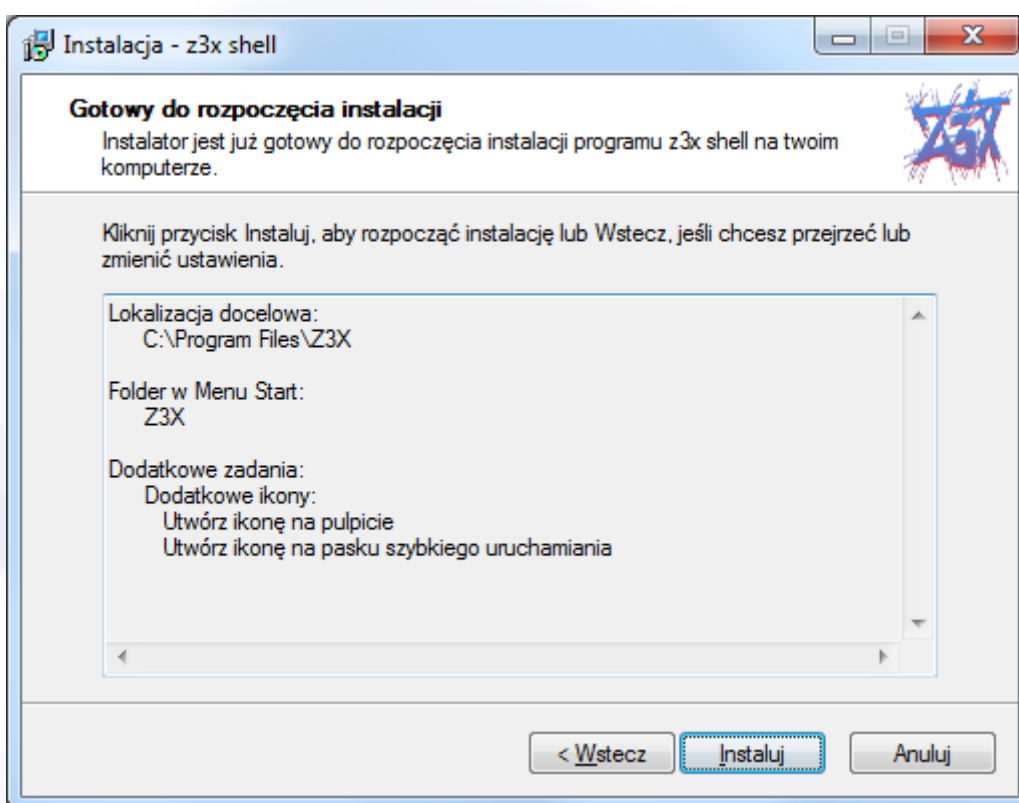 Instalacja - z3x shell
Gotowy do rozpoczęcia instalacji
Instalator jest już gotowy do rozpoczęcia instalacji programu z3x shell na twoim
komputerze.
Z3X
Kliknij przycisk Instaluj, aby rozpocząć instalację lub Wstecz, jeśli chcesz przejrzeć lub
zmienić ustawienia.
Lokalizacja docelowa:
C:\Program Files\Z3X
Folder w Menu Start:
Z3X
Dodatkowe zadania:
Dodatkowe ikony:
Utwórz ikonę na pulpicie
Utwórz ikonę na pasku szybkiego uruchamiania
< Wstecz
Instaluj
Anuluj